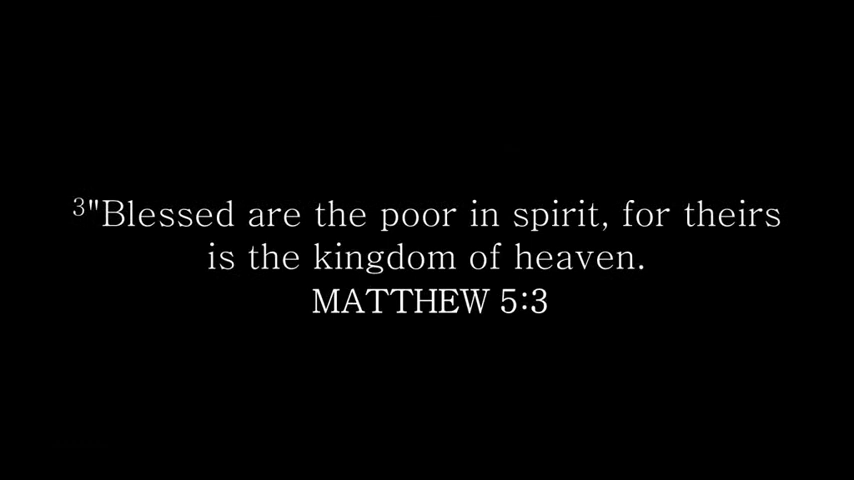 ³"Blessed are the poor in spirit, for theirs
is the kingdom of heaven.
MATTHEW 5:3